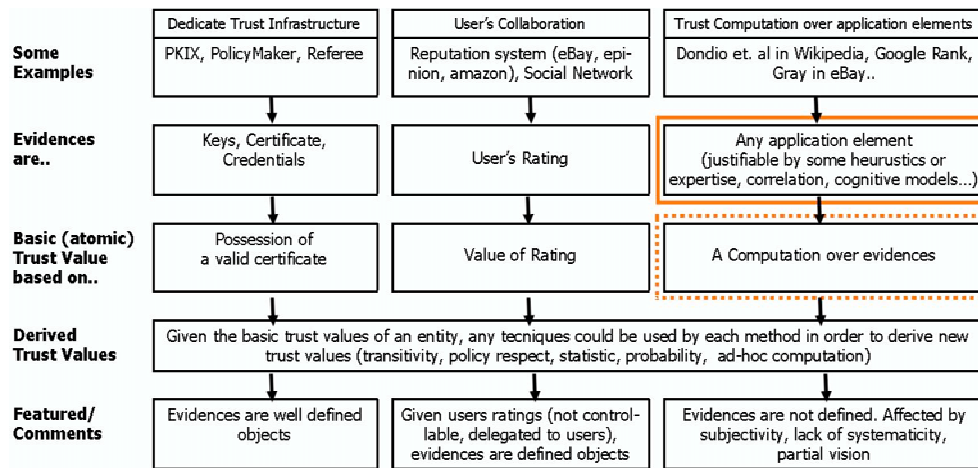 Dedicate Trust Infrastructure
User's Collaboration
Trust Computation over application elements
Some
Examples
PKIX, PolicyMaker, Referee
Reputation system (eBay, epi-
nion, amazon), Social Network
Dondio et. al in Wikipedia, Google Rank,
Gray in eBay..
Evidences
are..
Keys, Certificate,
Credentials
User's Rating
Any application element
(justifiable by some heurustics or
expertise, correlation, cognitive models...)
Basic (atomic)
Trust Value
based on..
Possession of
a valid certificate
Value of Rating
A Computation over evidences
Derived
Trust Values
Given the basic trust values of an entity, any tecniques could be used by each method in order to derive new
trust values (transitivity, policy respect, statistic, probability, ad-hoc computation)
Featured/
Comments
Evidences are well defined
objects
Given users ratings (not control-
lable, delegated to users),
evidences are defined objects
Evidences are not defined. Affected by
subjectivity, lack of systematicity,
partial vision